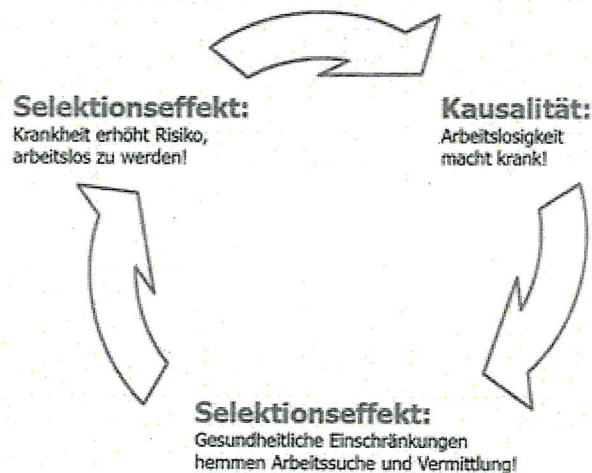 Selektionseffekt:
Krankheit erhöht Risiko,
arbeitslos zu werden!
Kausalität:
Arbeitslosigkeit
macht krank!
Selektionseffekt:
Gesundheitliche Einschränkungen
hemmen Arbeitssuche und Vermittlung!